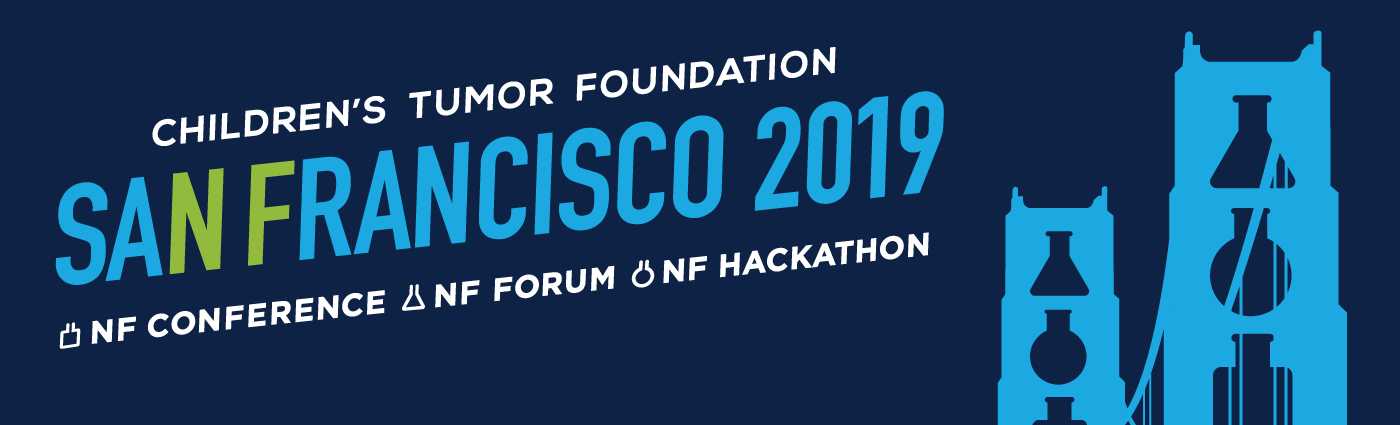 CHILDREN'S TUMOR FOUNDATION
SAN FRANCISCO 2019
NF CONFERENCE NF FORUM NF HACKATHON